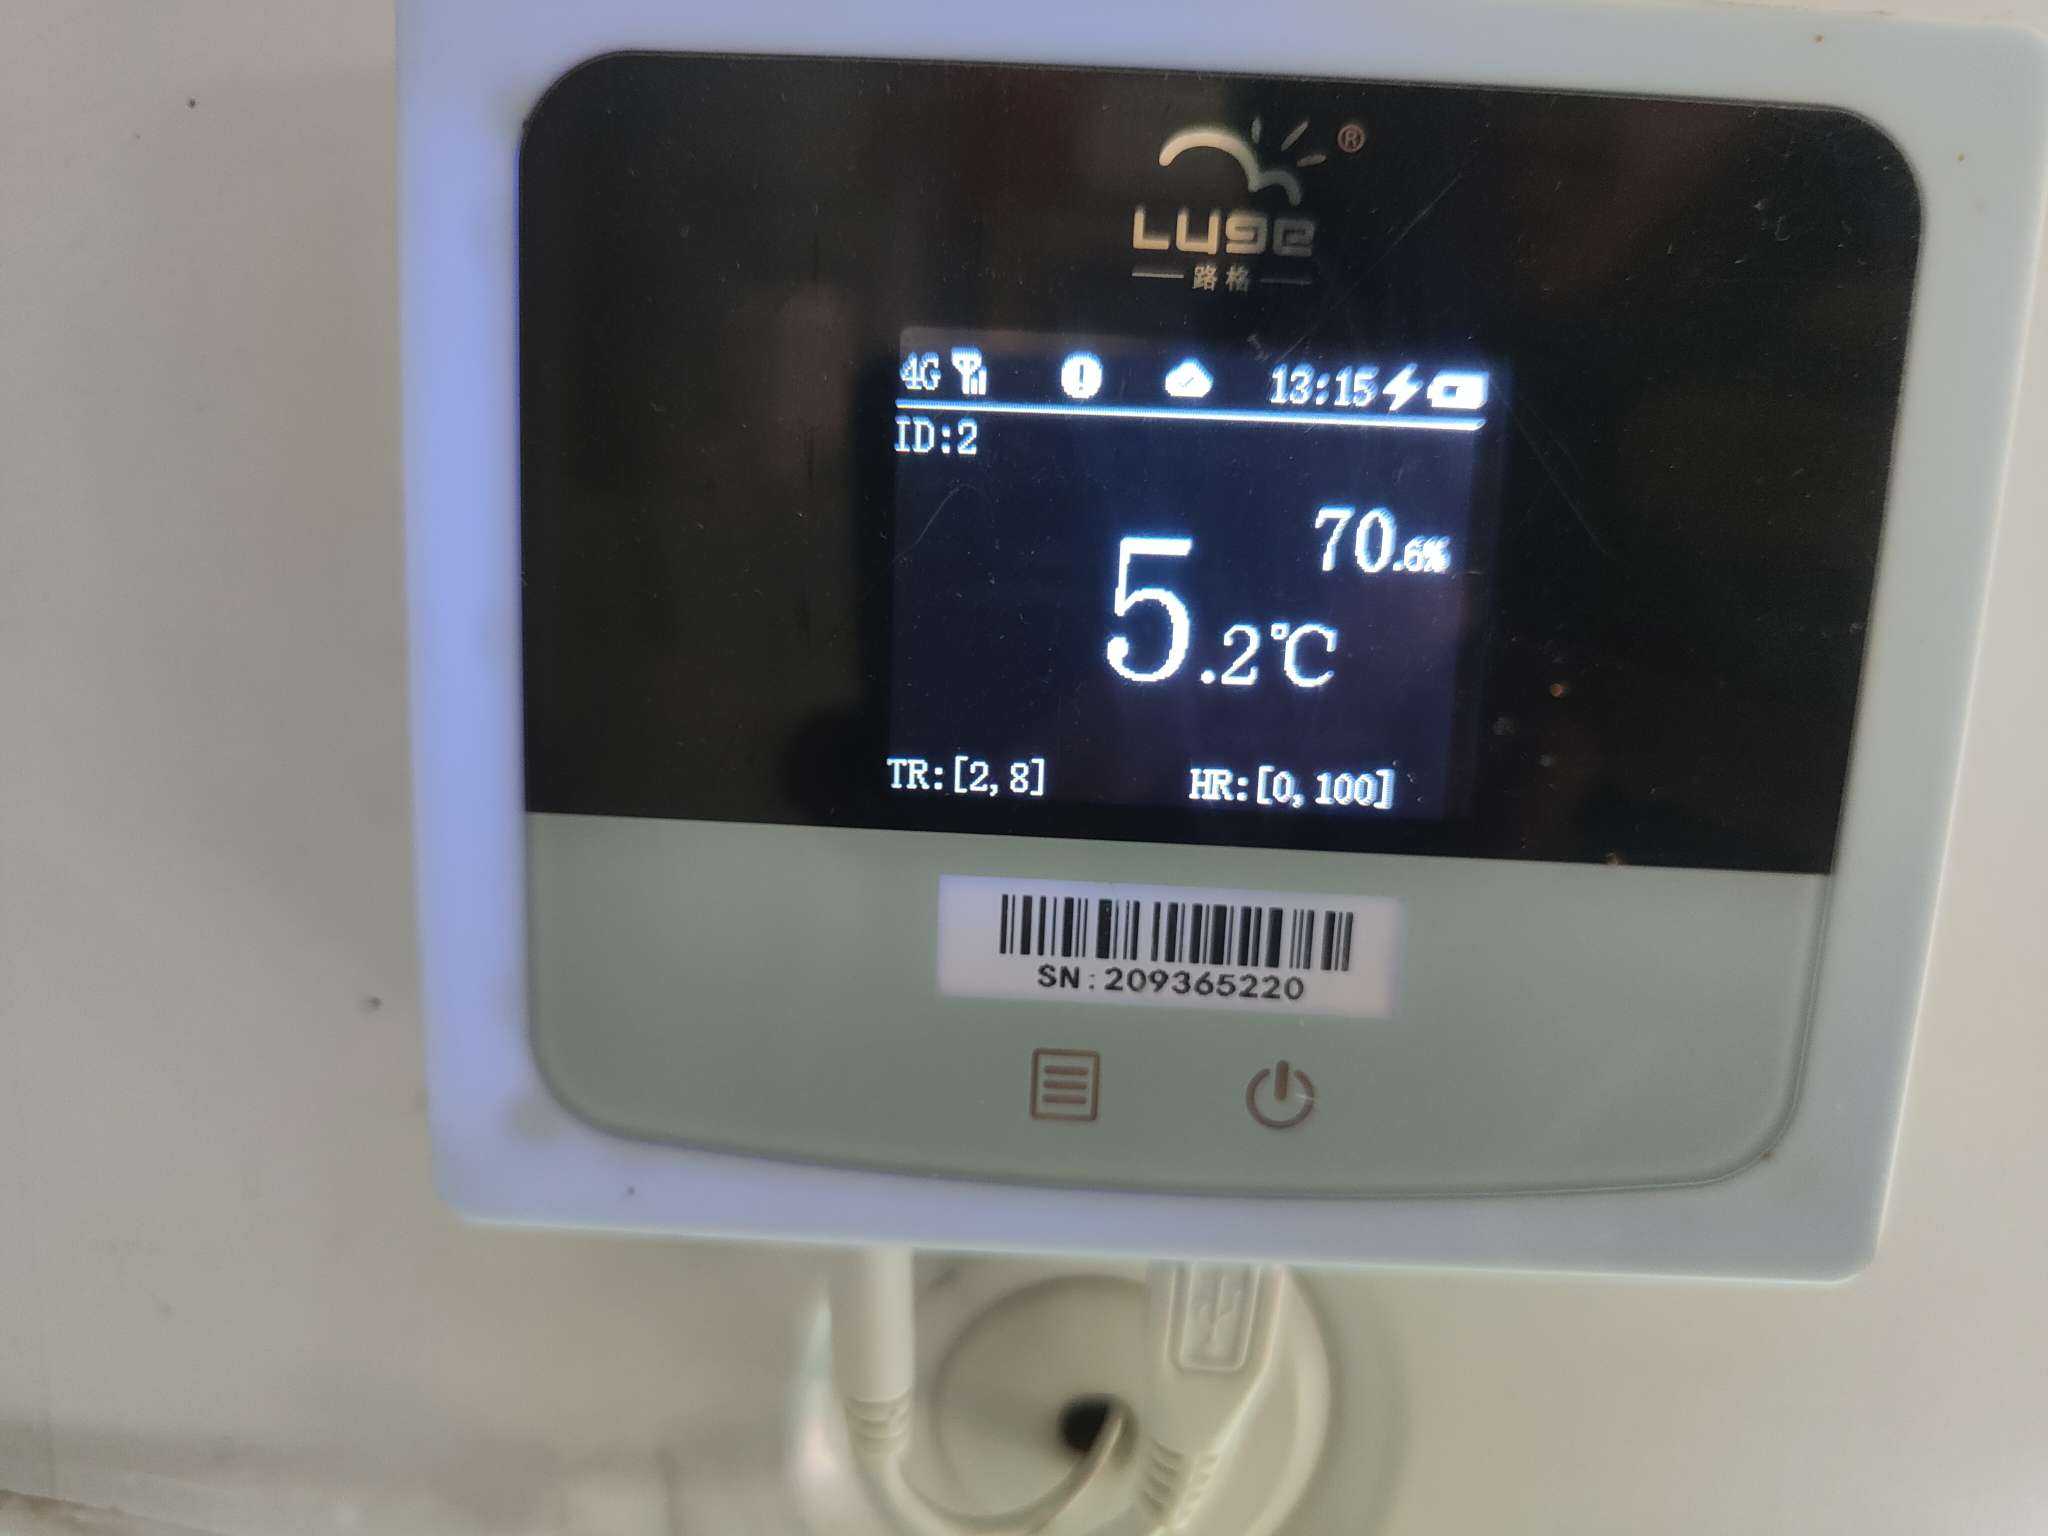 ®
Luge
路格
4G 13:15
ID:2
70.6%
5.2℃
TR:[2,8] HR:[0,100]
SN:209365220